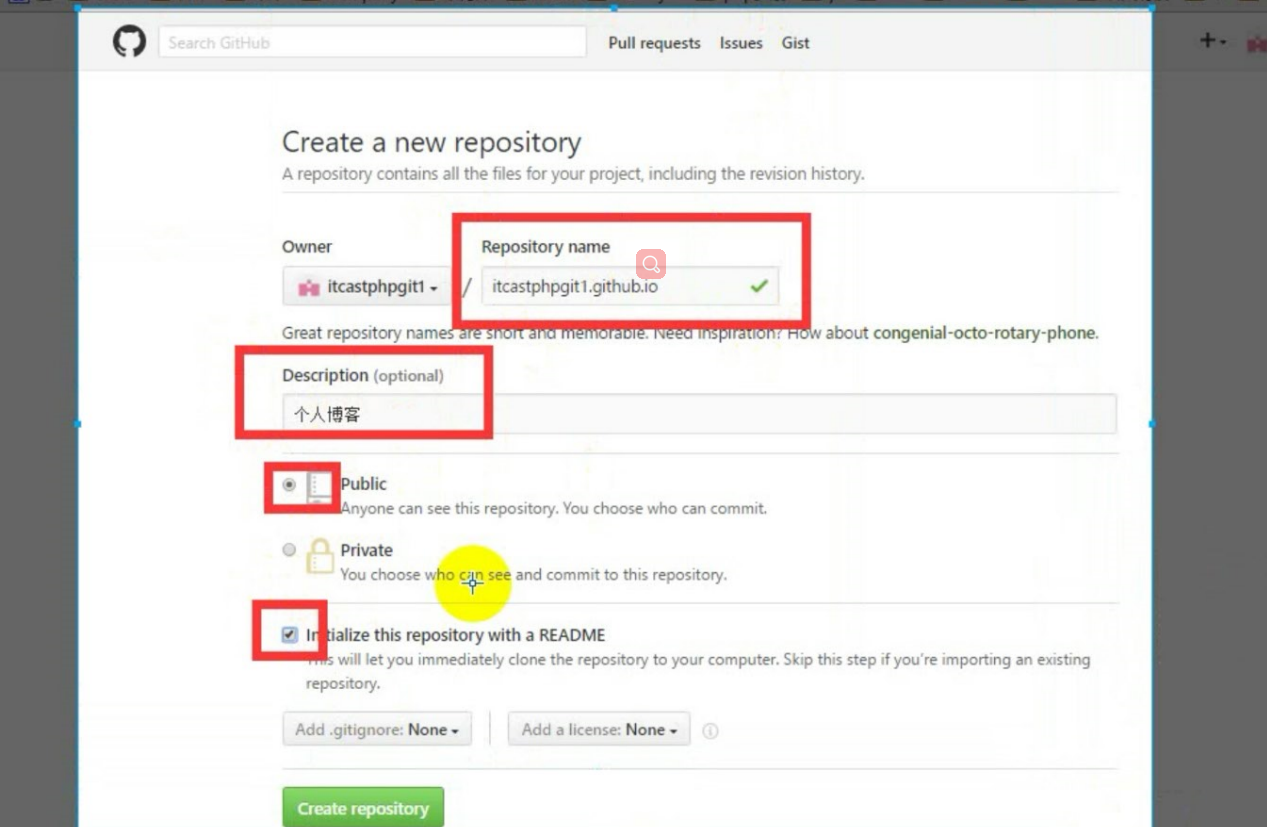 Search GitHub
Pull requests Issues Gist
Create a new repository
A repository contains all the files for your project, including the revision history.
Owner Repository name
itcastphpgit1 / itcastphpgit1.github.io
Great repository names are short and memorable. Need inspiration? How about congenial-octo-rotary-phone.
Description (optional)
个人博客
Public
Anyone can see this repository. You choose who can commit.
Private
You choose who can see and commit to this repository.
Initialize this repository with a README
This will let you immediately clone the repository to your computer. Skip this step if you're importing an existing
repository.
Add .gitignore: None Add a license: None
Create repository